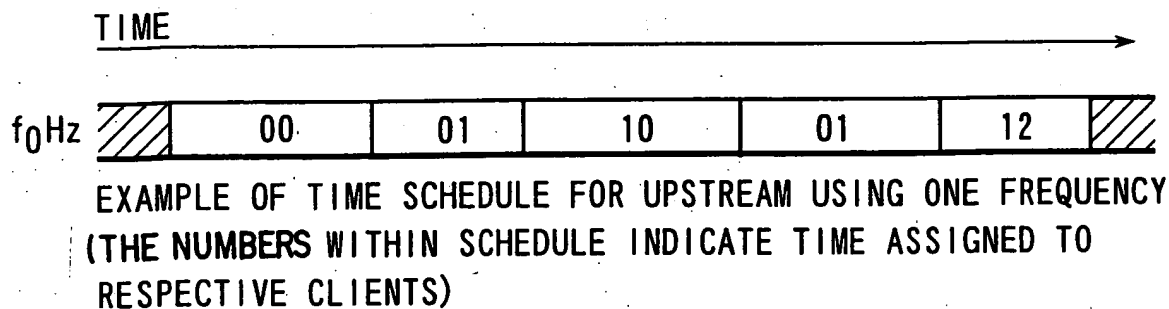 TIME
f0Hz 00 01 10 01 12
EXAMPLE OF TIME SCHEDULE FOR UPSTREAM USING ONE FREQUENCY
(THE NUMBERS WITHIN SCHEDULE INDICATE TIME ASSIGNED TO
RESPECTIVE CLIENTS)